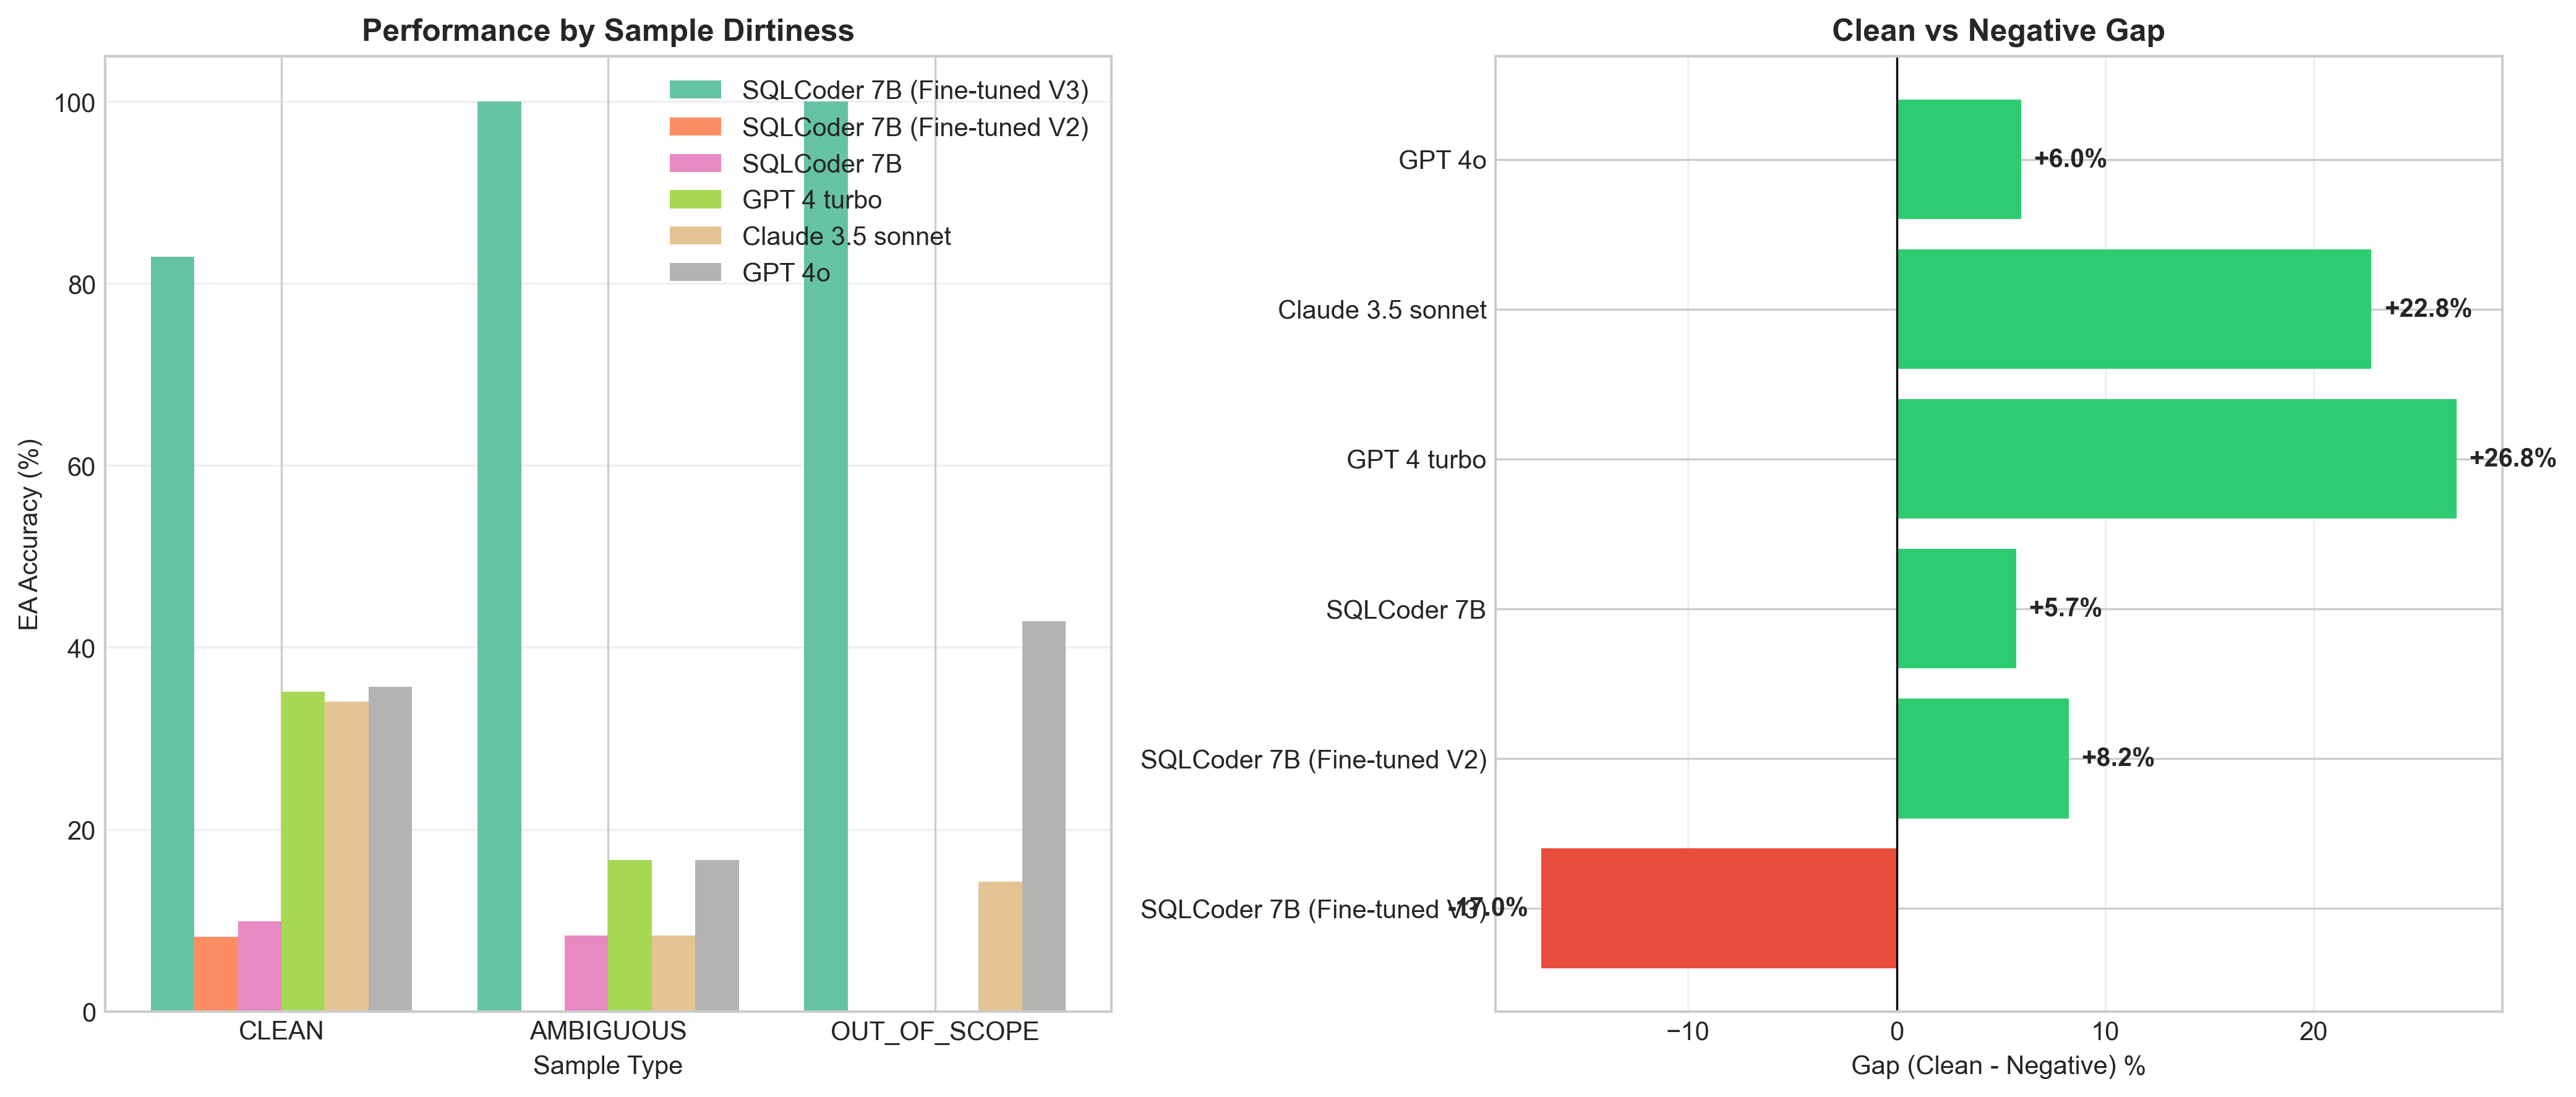 Performance by Sample Dirtiness
EA Accuracy (%)
100
80
60
40
20
0
SQLCoder 7B (Fine-tuned V3)
SQLCoder 7B (Fine-tuned V2)
SQLCoder 7B
GPT 4 turbo
Claude 3.5 sonnet
GPT 4o
CLEAN
AMBIGUOUS
OUT_OF_SCOPE
Sample Type
Clean vs Negative Gap
GPT 4o
+6.0%
Claude 3.5 sonnet
+22.8%
GPT 4 turbo
+26.8%
SQLCoder 7B
+5.7%
SQLCoder 7B (Fine-tuned V2)
+8.2%
SQLCoder 7B (Fine-tuned V3)
-17.0%
−10
0
10
20
Gap (Clean - Negative) %